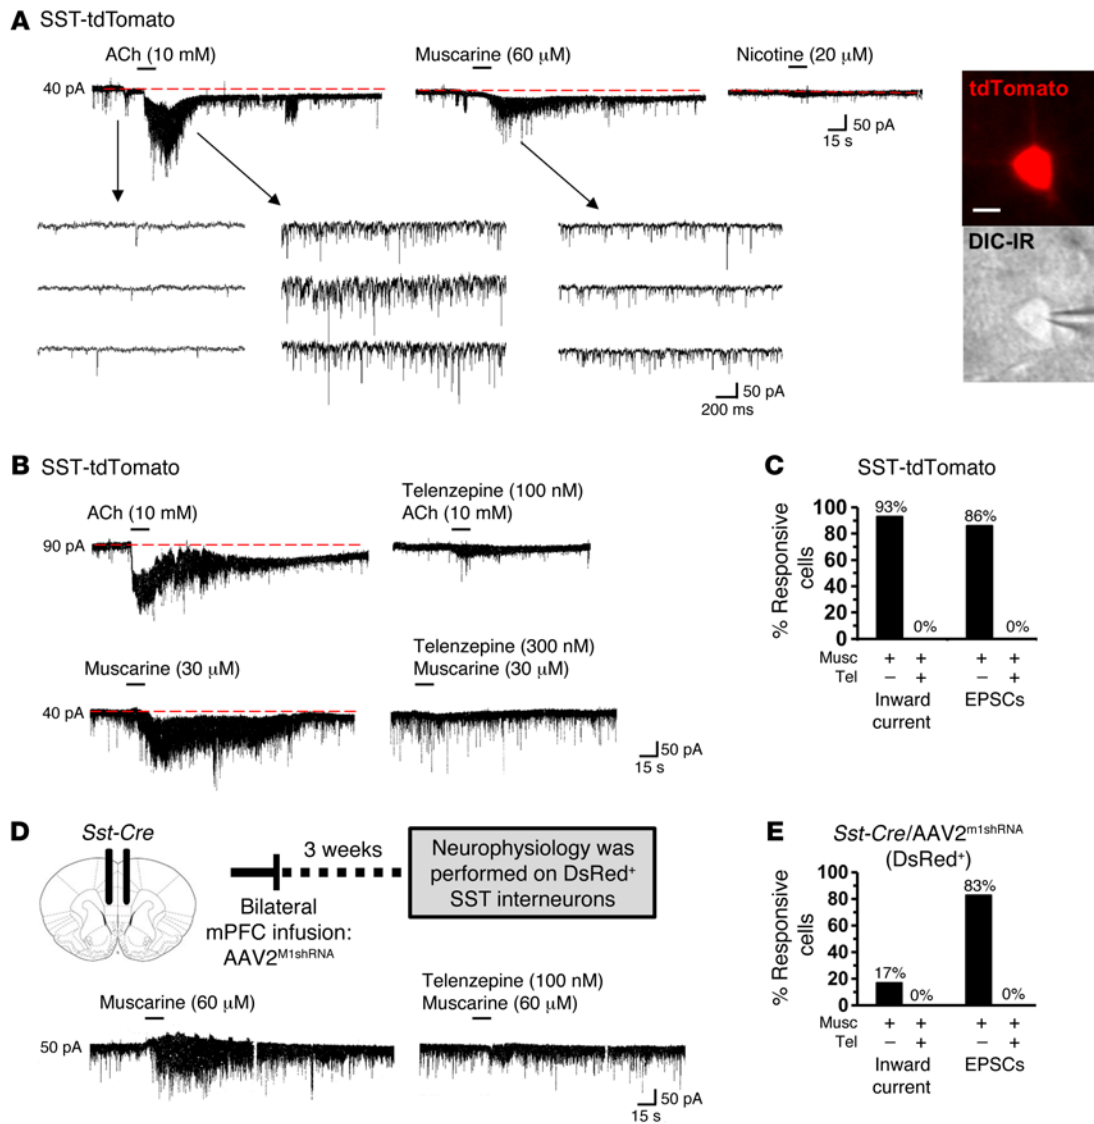 A SST-tdTomato
ACh (10 mM)
Muscarine (60 μM)
Nicotine (20 μM)
40 pA
50 pA
15 s
tdTomato
DIC-IR
50 pA
200 ms
B SST-tdTomato
ACh (10 mM)
Telenzepine (100 nM)
ACh (10 mM)
90 pA
Muscarine (30 μM)
Telenzepine (300 nM)
Muscarine (30 μM)
40 pA
50 pA
15 s
C SST-tdTomato
% Responsive
cells
100
80
60
40
20
0
93%
0%
86%
0%
Musc + + + +
Tel − + − +
Inward
current
EPSCs
D
Sst-Cre
3 weeks
Bilateral
mPFC infusion:
AAV2M1shRNA
Neurophysiology was
performed on DsRed+
SST interneurons
Muscarine (60 μM)
Telenzepine (100 nM)
Muscarine (60 μM)
50 pA
50 pA
15 s
E Sst-Cre/AAV2m1shRNA
(DsRed+)
% Responsive
cells
100
80
60
40
20
0
17%
0%
83%
0%
Musc + + + +
Tel − + − +
Inward
current
EPSCs